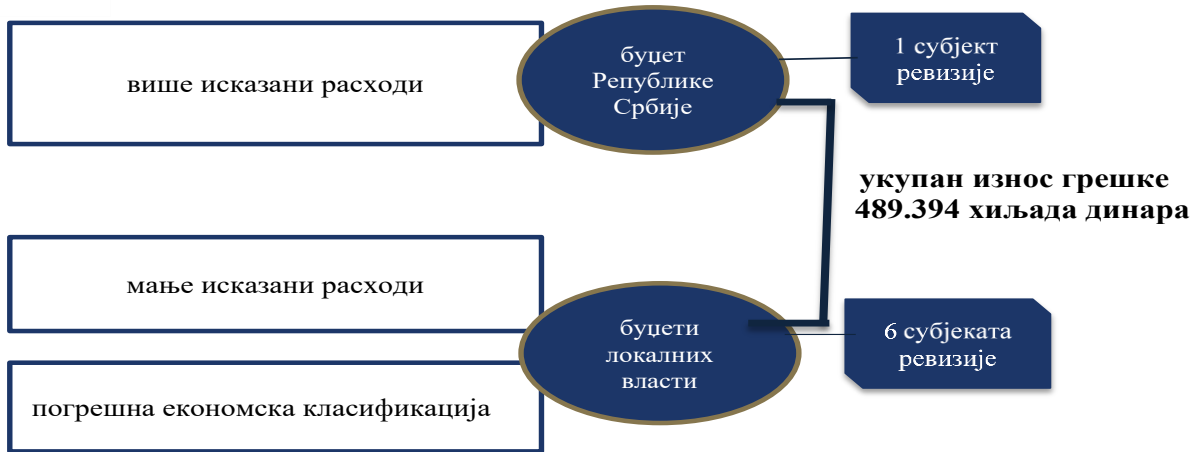 више исказани расходи
буџет
Републике
Србије
1 субјект
ревизије
укупан износ грешке
489.394 хиљада динара
мање исказани расходи
погрешна економска класификација
буџети
локалних
власти
6 субјеката
ревизије